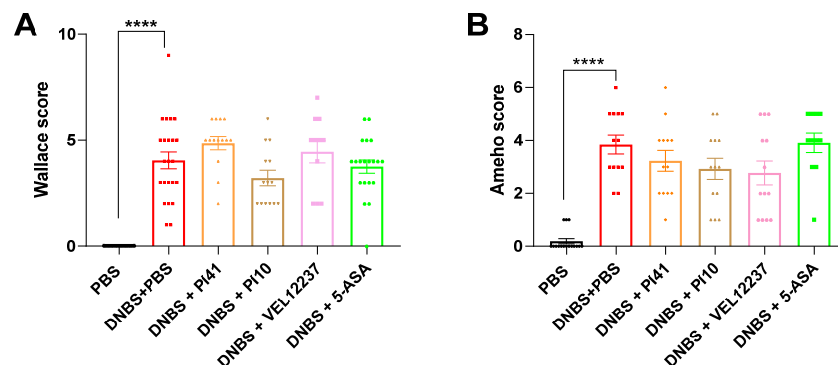 A
****
Wallace score
10
5
0
PBS
DNBS+PBS
DNBS + PI41
DNBS + PI10
DNBS + VEL12237
DNBS + 5-ASA
B
****
Ameho score
8
6
4
2
0
PBS
DNBS+PBS
DNBS + PI41
DNBS + PI10
DNBS + VEL12237
DNBS + 5-ASA